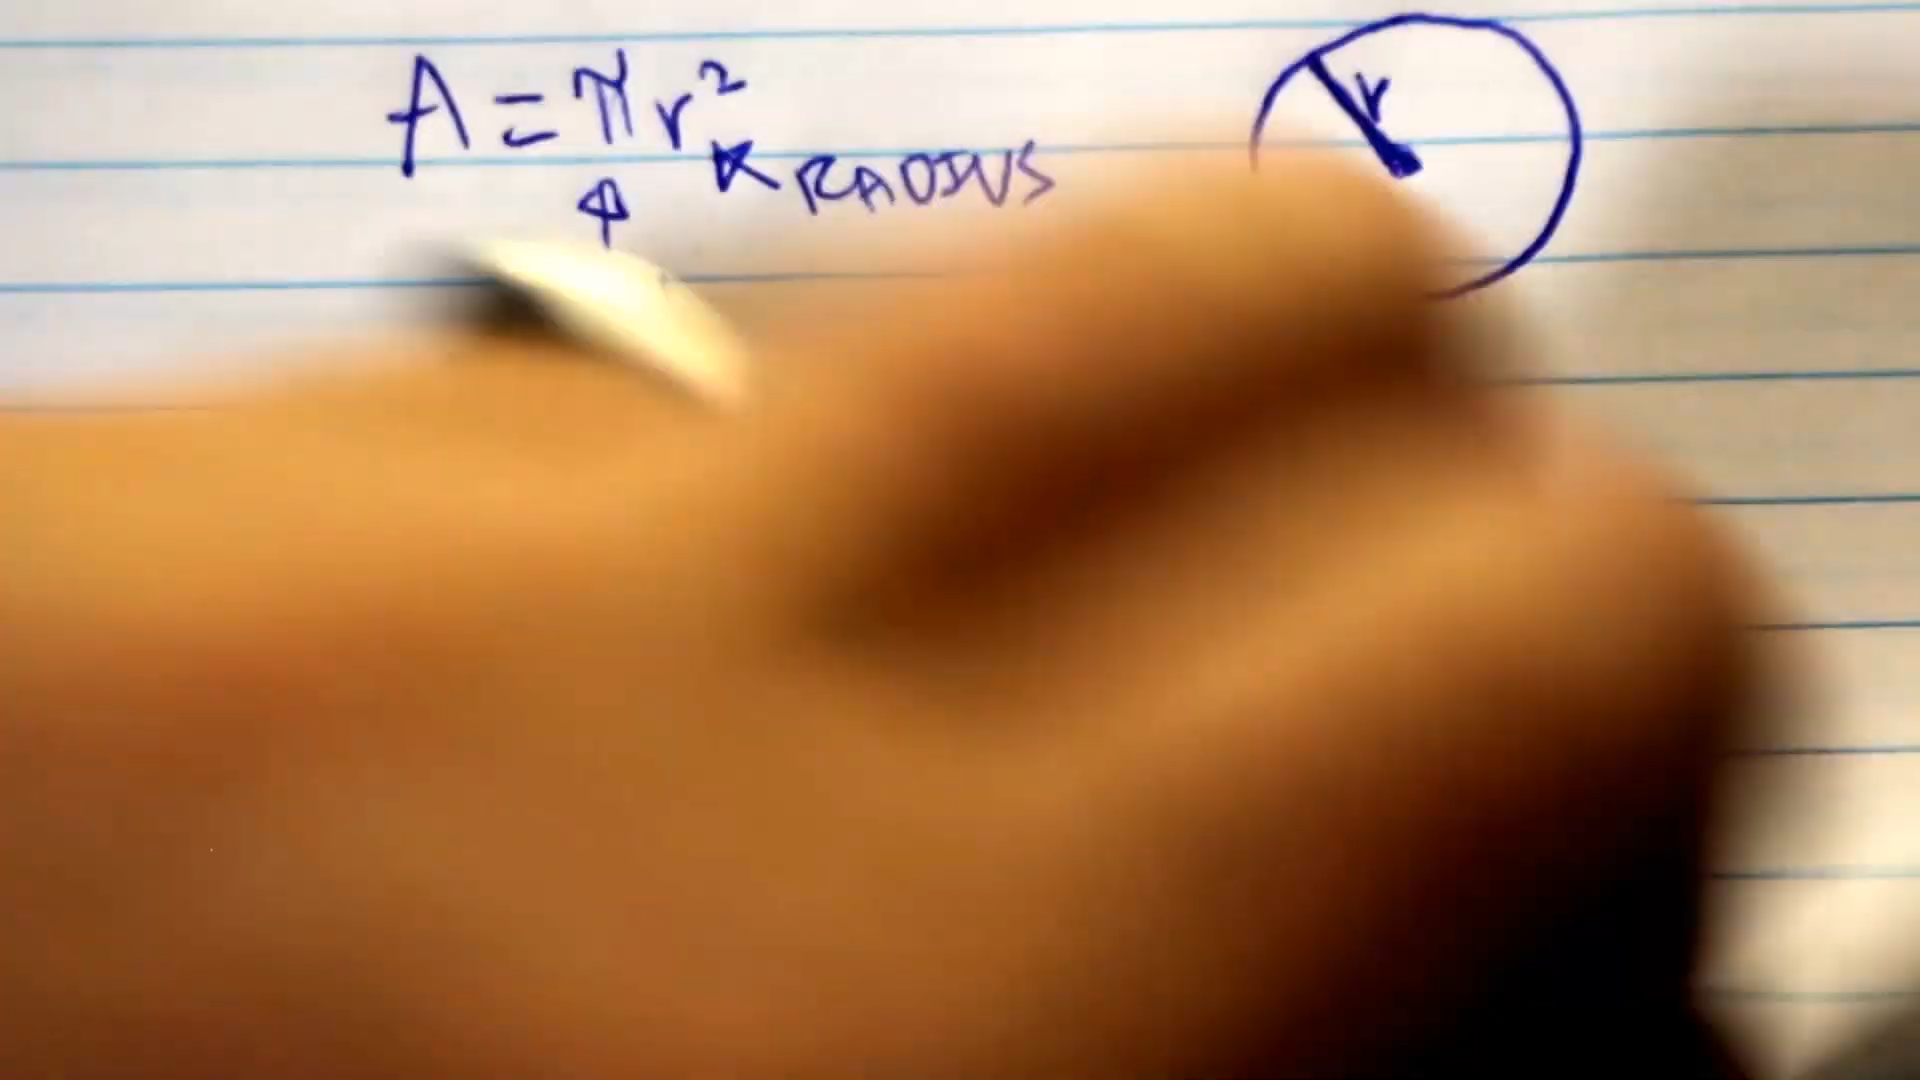 A = πr²
RADIUS
r